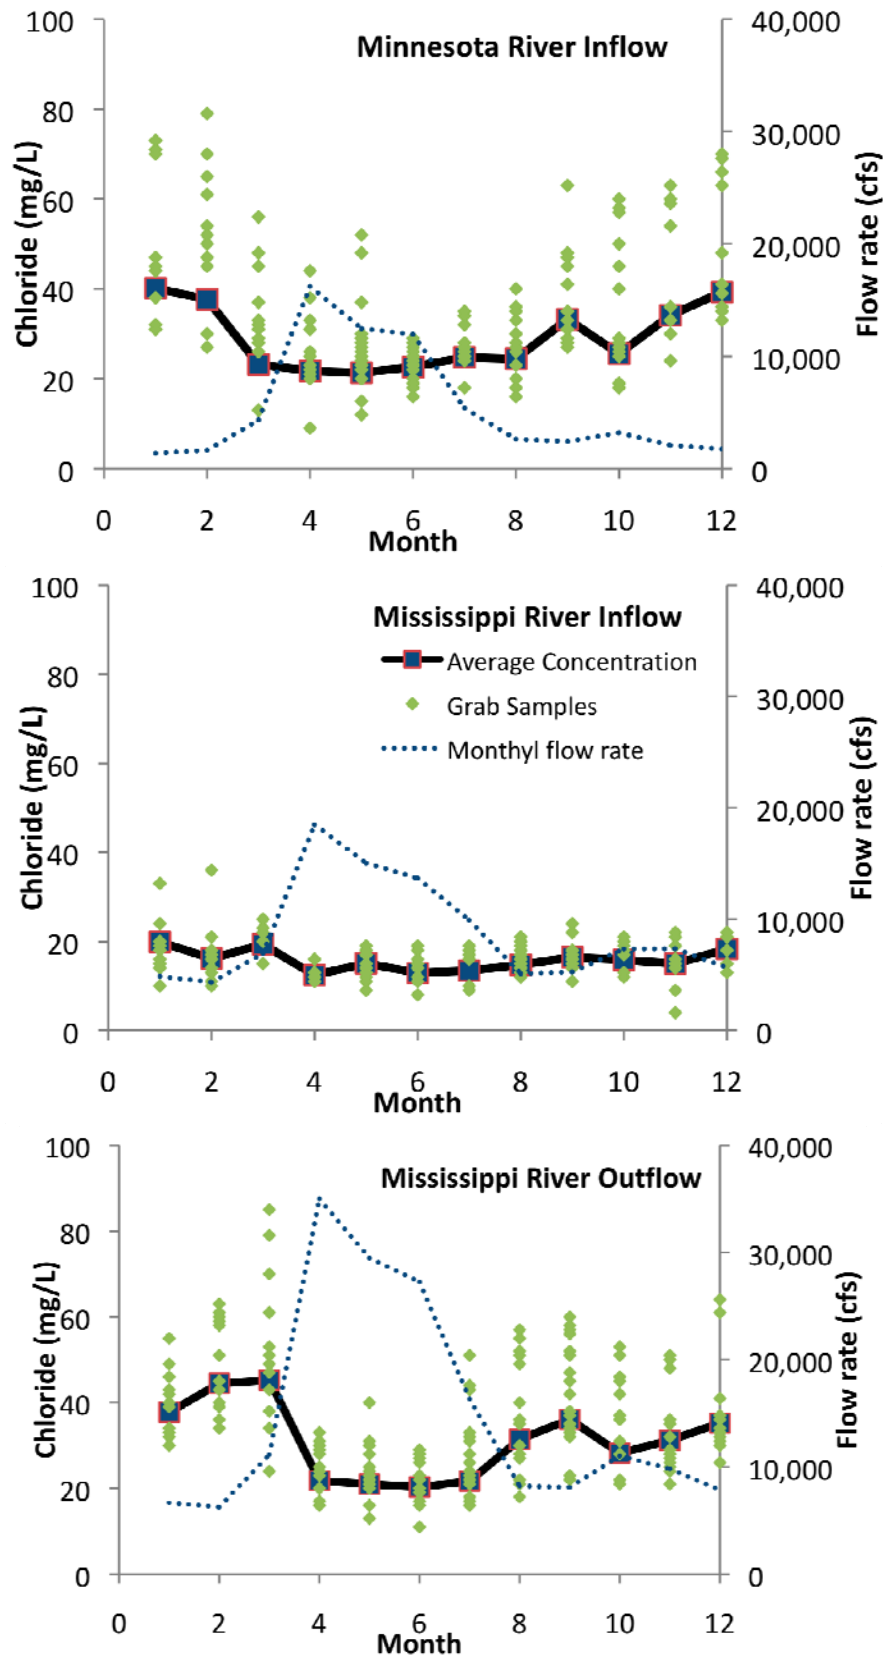 Minnesota River Inflow
Chloride (mg/L)
100
80
60
40
20
0
40,000
30,000
20,000
10,000
0
Flow rate (cfs)
0 2 4 6 8 10 12
Month
Mississippi River Inflow
Average Concentration
Grab Samples
Monthyl flow rate
Chloride (mg/L)
100
80
60
40
20
0
40,000
30,000
20,000
10,000
0
Flow rate (cfs)
0 2 4 6 8 10 12
Month
Mississippi River Outflow
Chloride (mg/L)
100
80
60
40
20
0
40,000
30,000
20,000
10,000
0
Flow rate (cfs)
0 2 4 6 8 10 12
Month